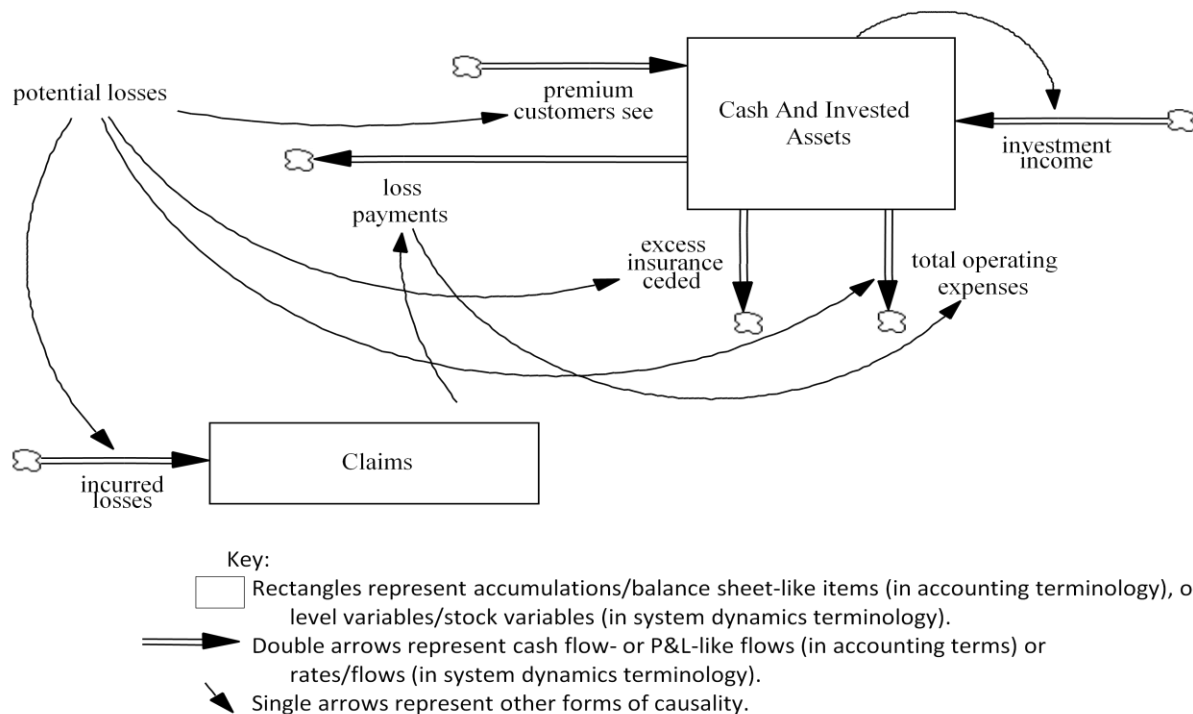 potential losses
premium
customers see
Cash And Invested
Assets
investment
income
loss
payments
excess
insurance
ceded
total operating
expenses
incurred
losses
Claims
Key:
Rectangles represent accumulations/balance sheet-like items (in accounting terminology), o
level variables/stock variables (in system dynamics terminology).
Double arrows represent cash flow- or P&L-like flows (in accounting terms) or
rates/flows (in system dynamics terminology).
Single arrows represent other forms of causality.